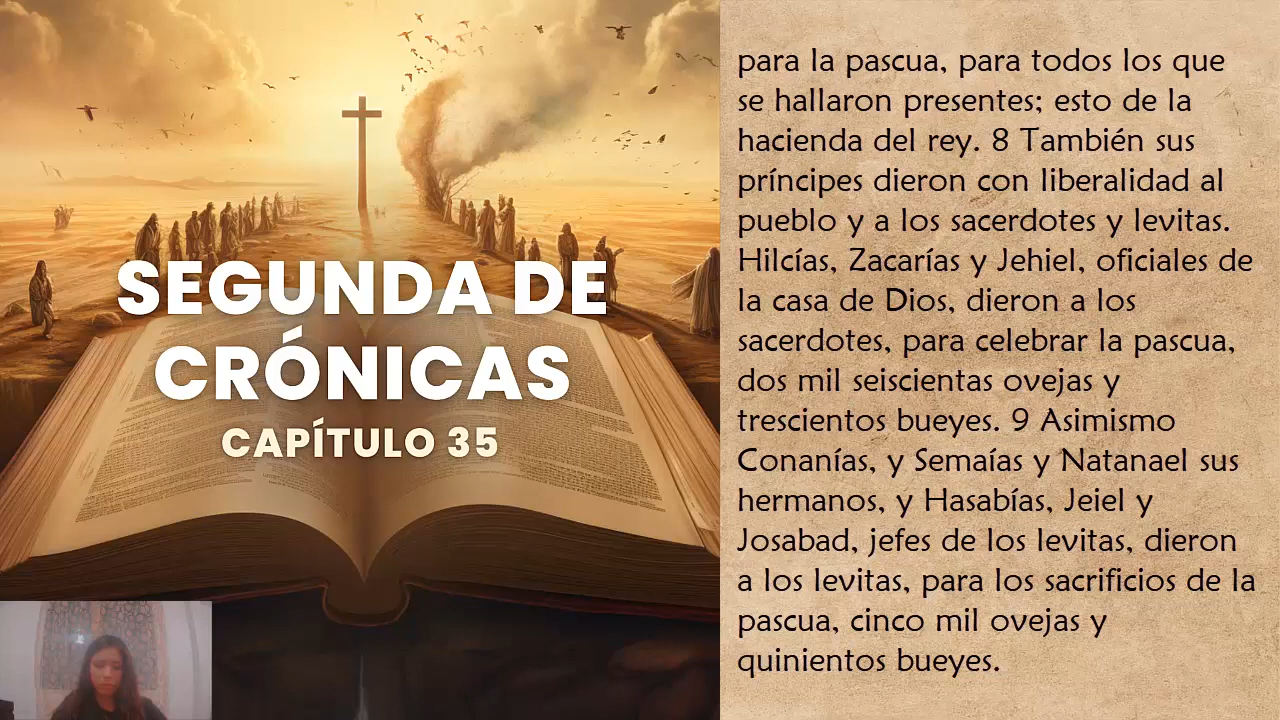 SEGUNDA DE
CRÓNICAS
CAPÍTULO 35
para la pascua, para todos los que
se hallaron presentes; esto de la
hacienda del rey. 8 También sus
príncipes dieron con liberalidad al
pueblo y a los sacerdotes y levitas.
Hilcías, Zacarías y Jehiel, oficiales de
la casa de Dios, dieron a los
sacerdotes, para celebrar la pascua,
dos mil seiscientas ovejas y
trescientos bueyes. 9 Asimismo
Conanías, y Semaías y Natanael sus
hermanos, y Hasabías, Jeiel y
Josabad, jefes de los levitas, dieron
a los levitas, para los sacrificios de la
pascua, cinco mil ovejas y
quinientos bueyes.